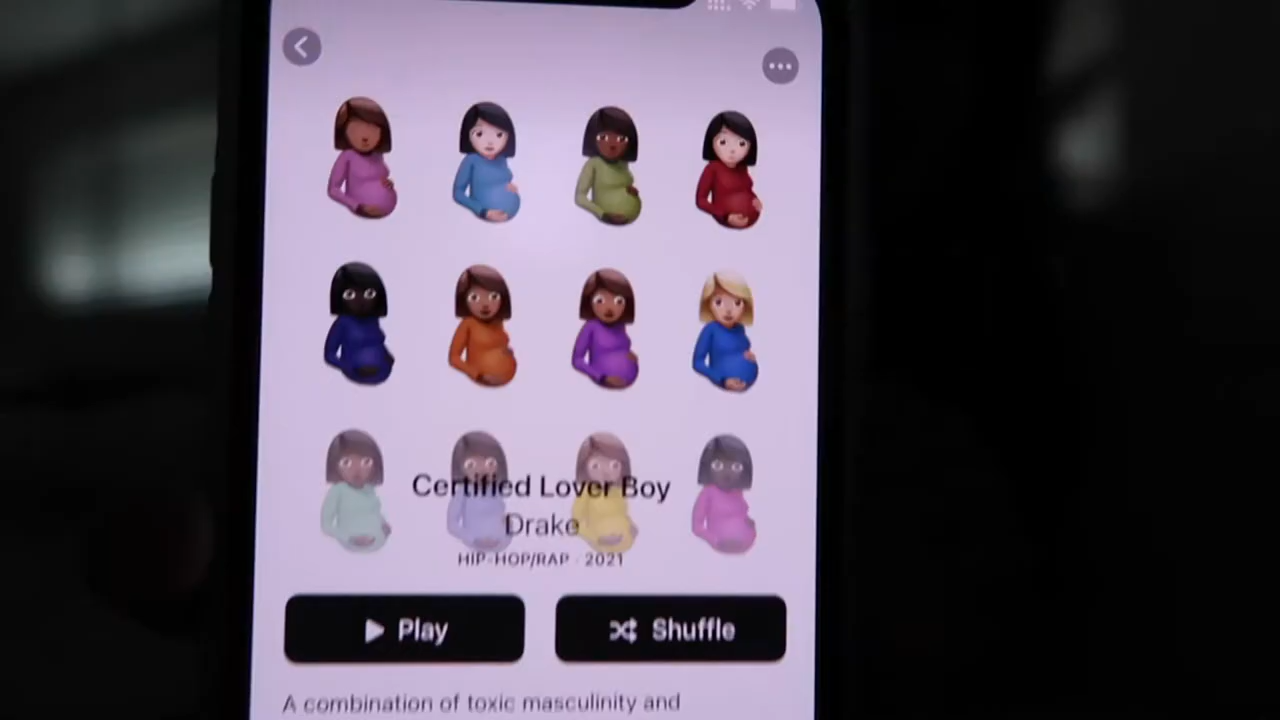 Certified Lover Boy
Drake
HIP-HOP/RAP · 2021
Play
Shuffle
A combination of toxic masculinity and